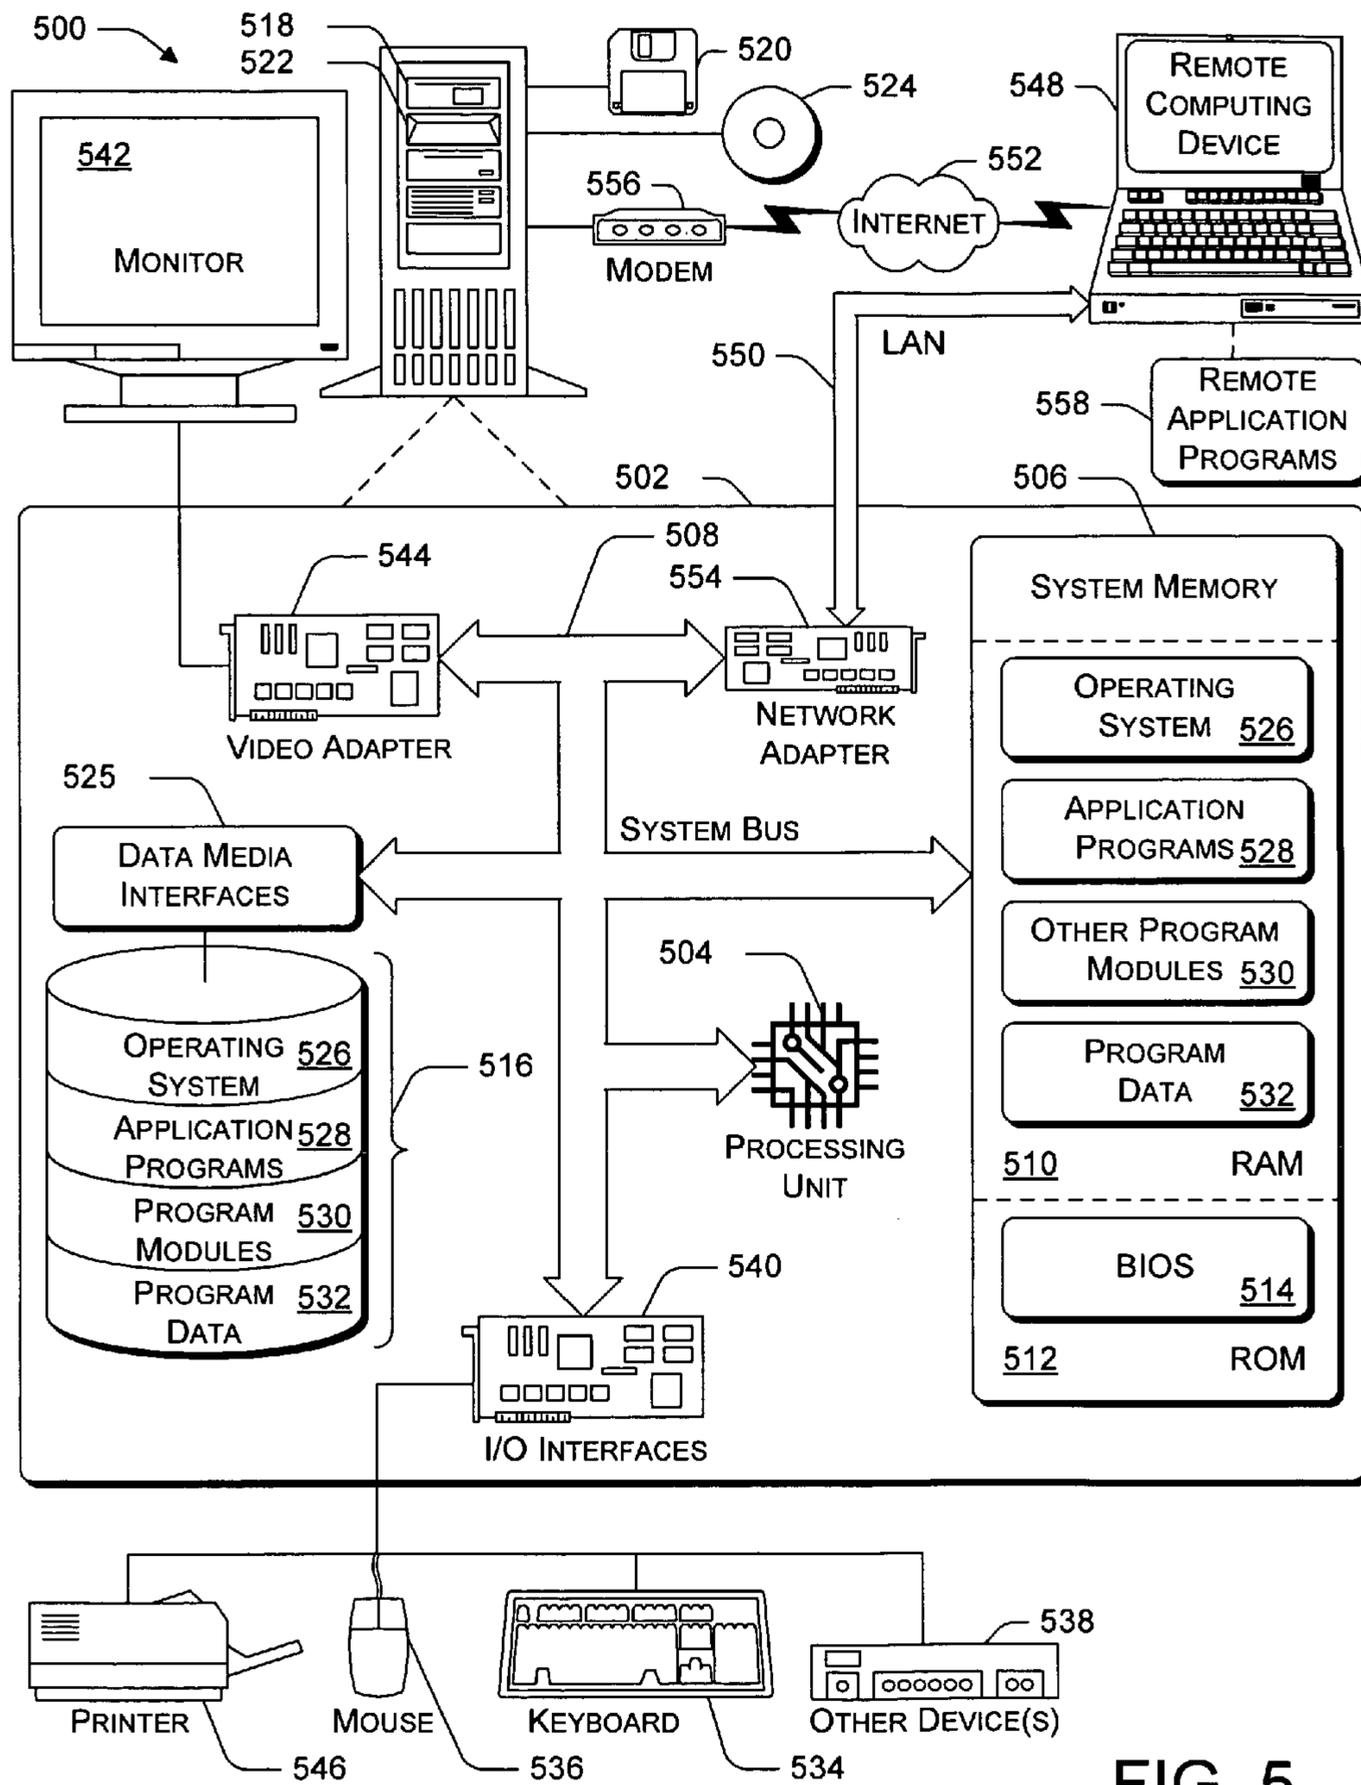 500
518
522
520
524
548
REMOTE
COMPUTING
DEVICE
542
MONITOR
556
MODEM
552
INTERNET
LAN
550
558
REMOTE
APPLICATION
PROGRAMS
502
506
508
544
554
VIDEO ADAPTER
NETWORK
ADAPTER
SYSTEM MEMORY
OPERATING
SYSTEM 526
APPLICATION
PROGRAMS 528
OTHER PROGRAM
MODULES 530
PROGRAM
DATA 532
510 RAM
BIOS
514
512 ROM
525
DATA MEDIA
INTERFACES
SYSTEM BUS
504
PROCESSING
UNIT
OPERATING 526
SYSTEM
APPLICATION 528
PROGRAMS
PROGRAM 530
MODULES
PROGRAM 532
DATA
516
540
I/O INTERFACES
PRINTER
546
MOUSE
536
KEYBOARD
534
538
OTHER DEVICE(S)
FIG. 5